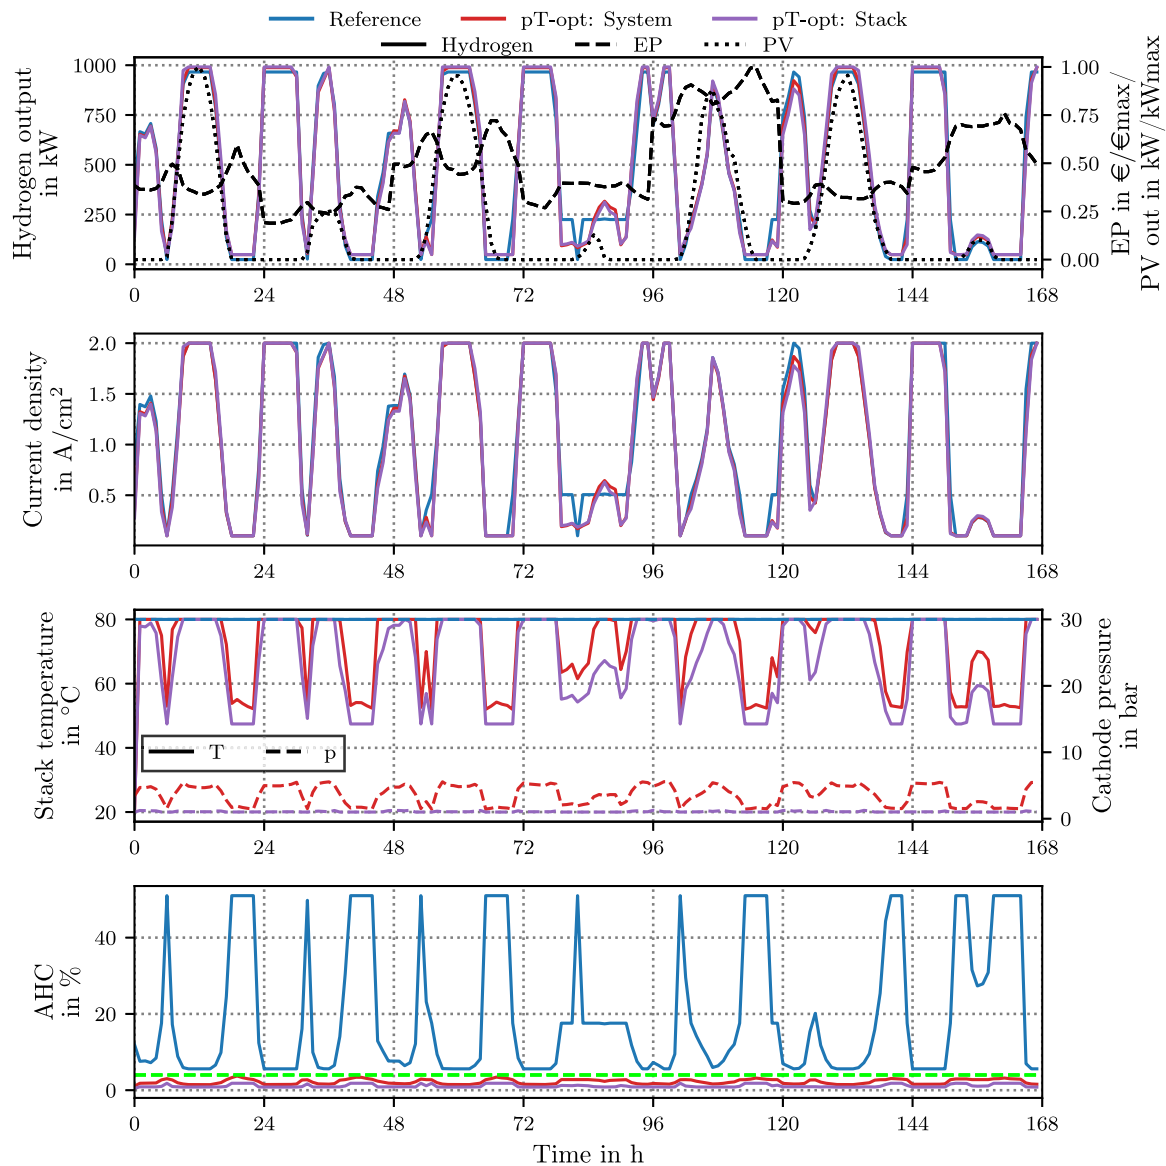 Reference pT-opt: System pT-opt: Stack
Hydrogen EP PV
Hydrogen output
in kW
1000
750
500
250
0
1.00
0.75
0.50
0.25
0.00
EP in €/€max/
PV out in kW/kWmax
0 24 48 72 96 120 144 168
Current density
in A/cm²
2.0
1.5
1.0
0.5
0 24 48 72 96 120 144 168
Stack temperature
in °C
80
60
40
20
T p
30
20
10
0
Cathode pressure
in bar
0 24 48 72 96 120 144 168
AHC
in %
40
20
0
0 24 48 72 96 120 144 168
Time in h